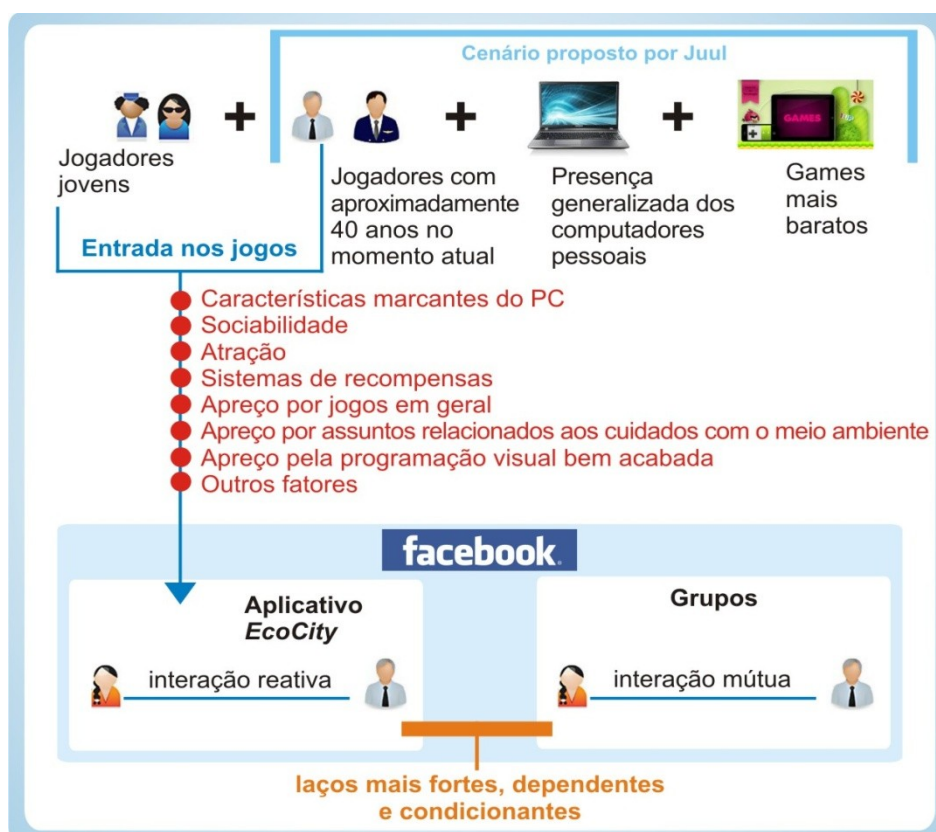 Cenário proposto por Juul
Jogadores
jovens
Jogadores com
aproximadamente
40 anos no
momento atual
Presença
generalizada dos
computadores
pessoais
GAMES
Games
mais
baratos
Entrada nos jogos
Características marcantes do PC
Sociabilidade
Atração
Sistemas de recompensas
Apreço por jogos em geral
Apreço por assuntos relacionados aos cuidados com o meio ambiente
Apreço pela programação visual bem acabada
Outros fatores
facebook
Aplicativo
EcoCity
interação reativa
Grupos
interação mútua
laços mais fortes, dependentes
e condicionantes